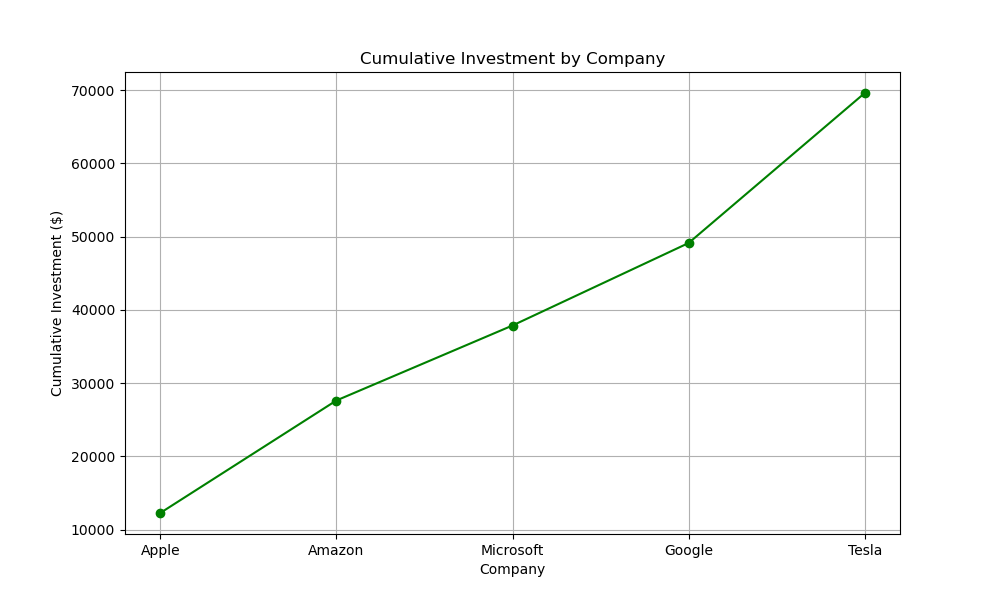 Cumulative Investment by Company
Cumulative Investment ($)
70000
60000
50000
40000
30000
20000
10000
Apple Amazon Microsoft Google Tesla
Company